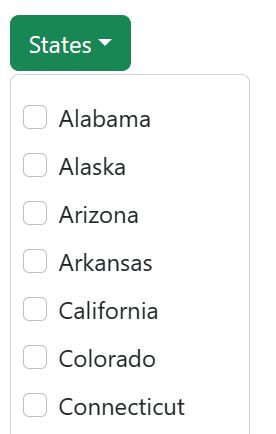 States
Alabama
Alaska
Arizona
Arkansas
California
Colorado
Connecticut